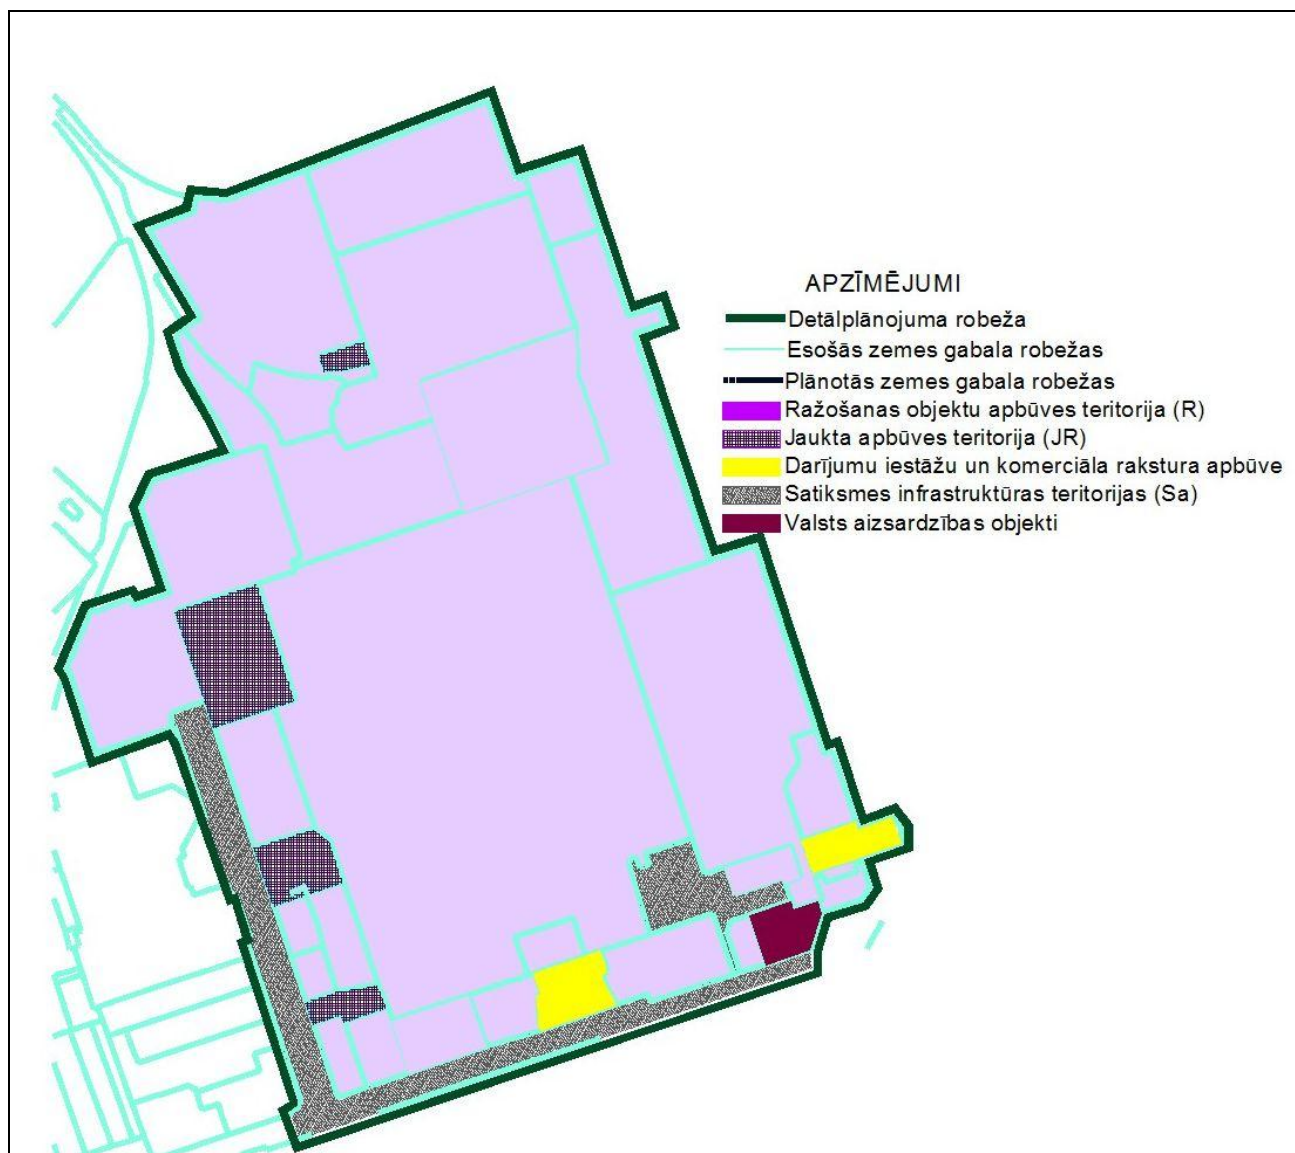 APZĪMĒJUMI
Detālplānojuma robeža
Esošās zemes gabala robežas
Plānotās zemes gabala robežas
Ražošanas objektu apbūves teritorija (R)
Jaukta apbūves teritorija (JR)
Darījumu iestāžu un komerciāla rakstura apbūve
Satiksmes infrastruktūras teritorijas (Sa)
Valsts aizsardzības objekti